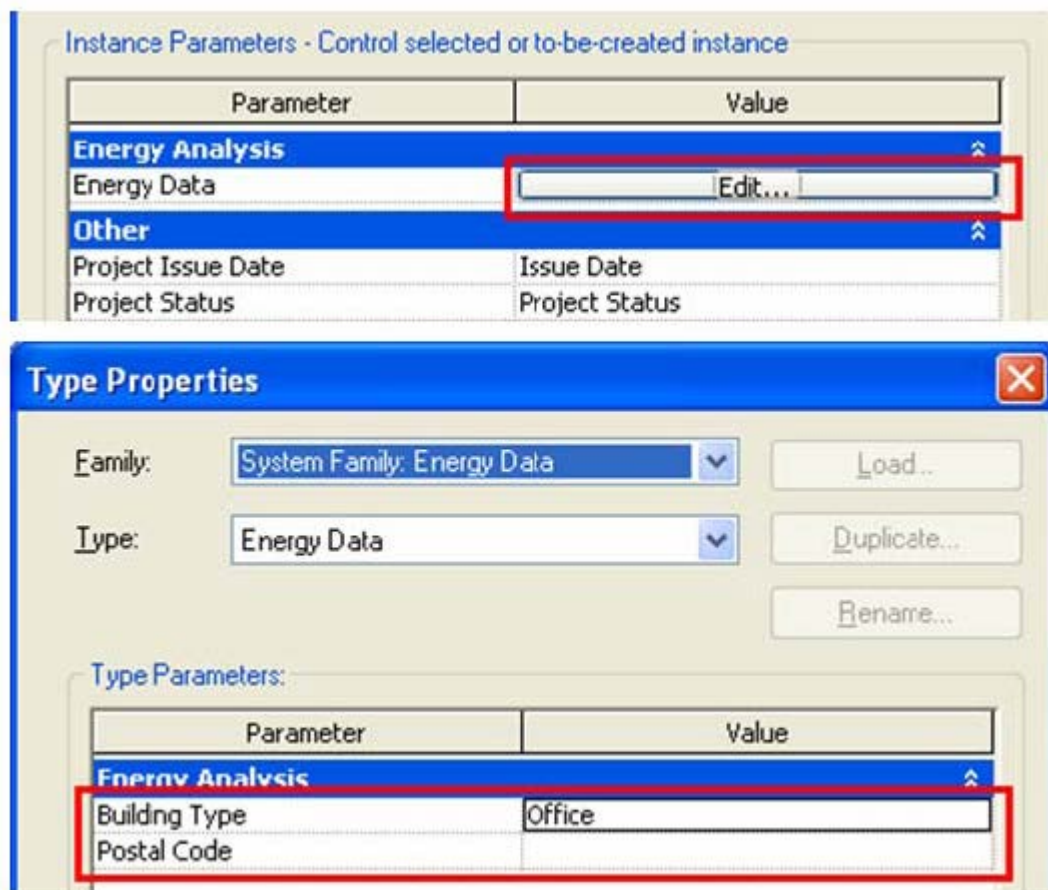 Instance Parameters - Control selected or to-be-created instance
Parameter Value
Energy Analysis
Energy Data Edit...
Other
Project Issue Date Issue Date
Project Status Project Status
Type Properties
Family: System Family: Energy Data Load...
Type: Energy Data Duplicate...
Rename...
Type Parameters:
Parameter Value
Energy Analysis
Building Type Office
Postal Code